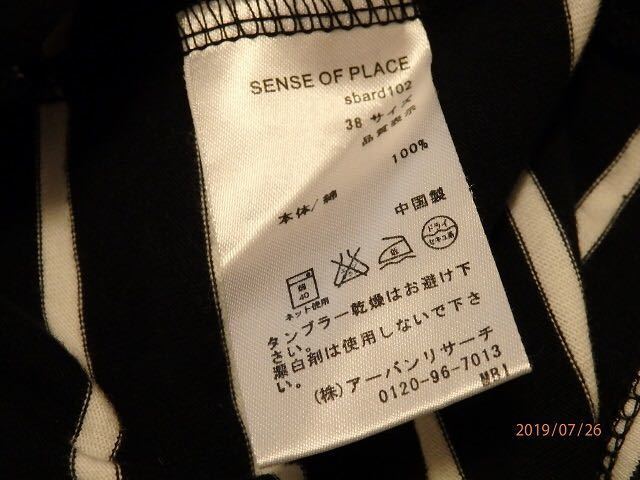 SENSE OF PLACE
sbard102
38 サイズ
品質表示
100%
本体/綿
中国製
弱
40
ネット使用
ドライ
セキユ系
タンブラー乾燥はお避け下
さい。
漂白剤は使用しないで下さ
い。
(株)アーバンリサーチ
0120-96-7013
MB1
2019/07/26